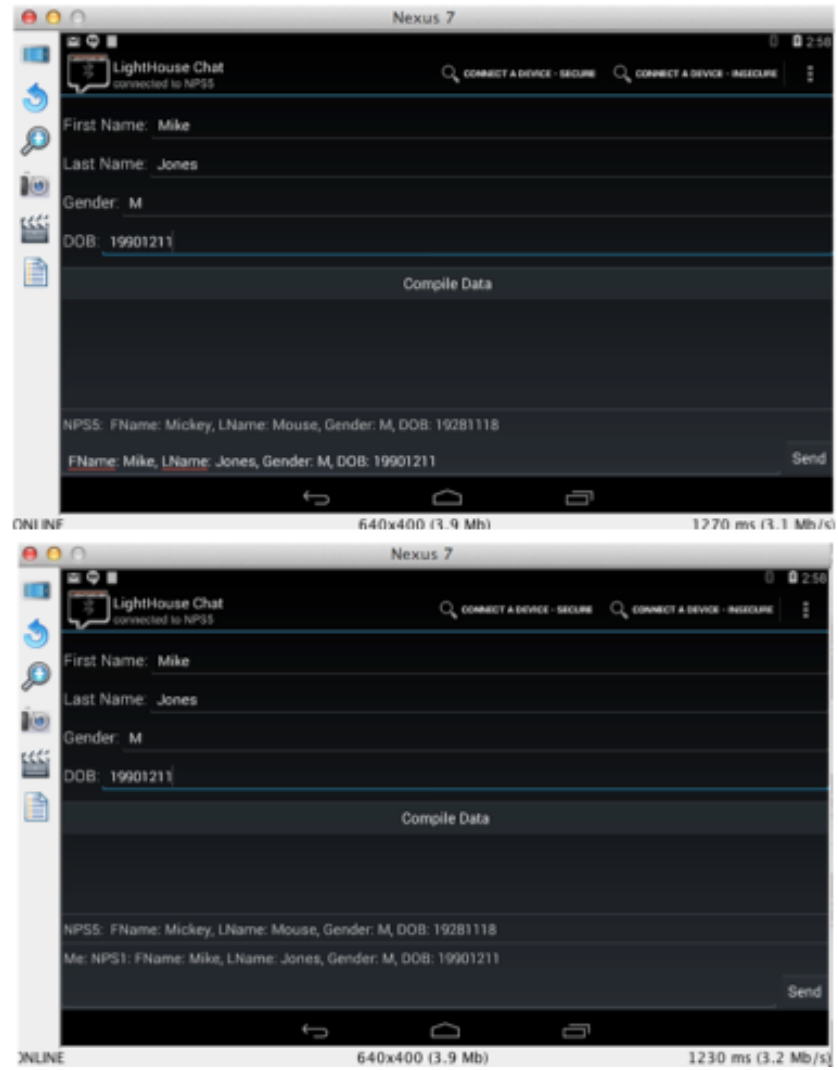 Nexus 7
2:58
LightHouse Chat
connected to NPS5
CONNECT A DEVICE - SECURE CONNECT A DEVICE - INSECURE
First Name: Mike
Last Name: Jones
Gender: M
DOB: 19901211
Compile Data
NPS5: FName: Mickey, LName: Mouse, Gender: M, DOB: 19281118
FName: Mike, LName: Jones, Gender: M, DOB: 19901211
Send
ONLINE 640x400 (3.9 Mb) 1270 ms (3.1 Mb/s)
Nexus 7
2:58
LightHouse Chat
connected to NPS5
CONNECT A DEVICE - SECURE CONNECT A DEVICE - INSECURE
First Name: Mike
Last Name: Jones
Gender: M
DOB: 19901211
Compile Data
NPS5: FName: Mickey, LName: Mouse, Gender: M, DOB: 19281118
Me: NPS1: FName: Mike, LName: Jones, Gender: M, DOB: 19901211
Send
ONLINE 640x400 (3.9 Mb) 1230 ms (3.2 Mb/s)